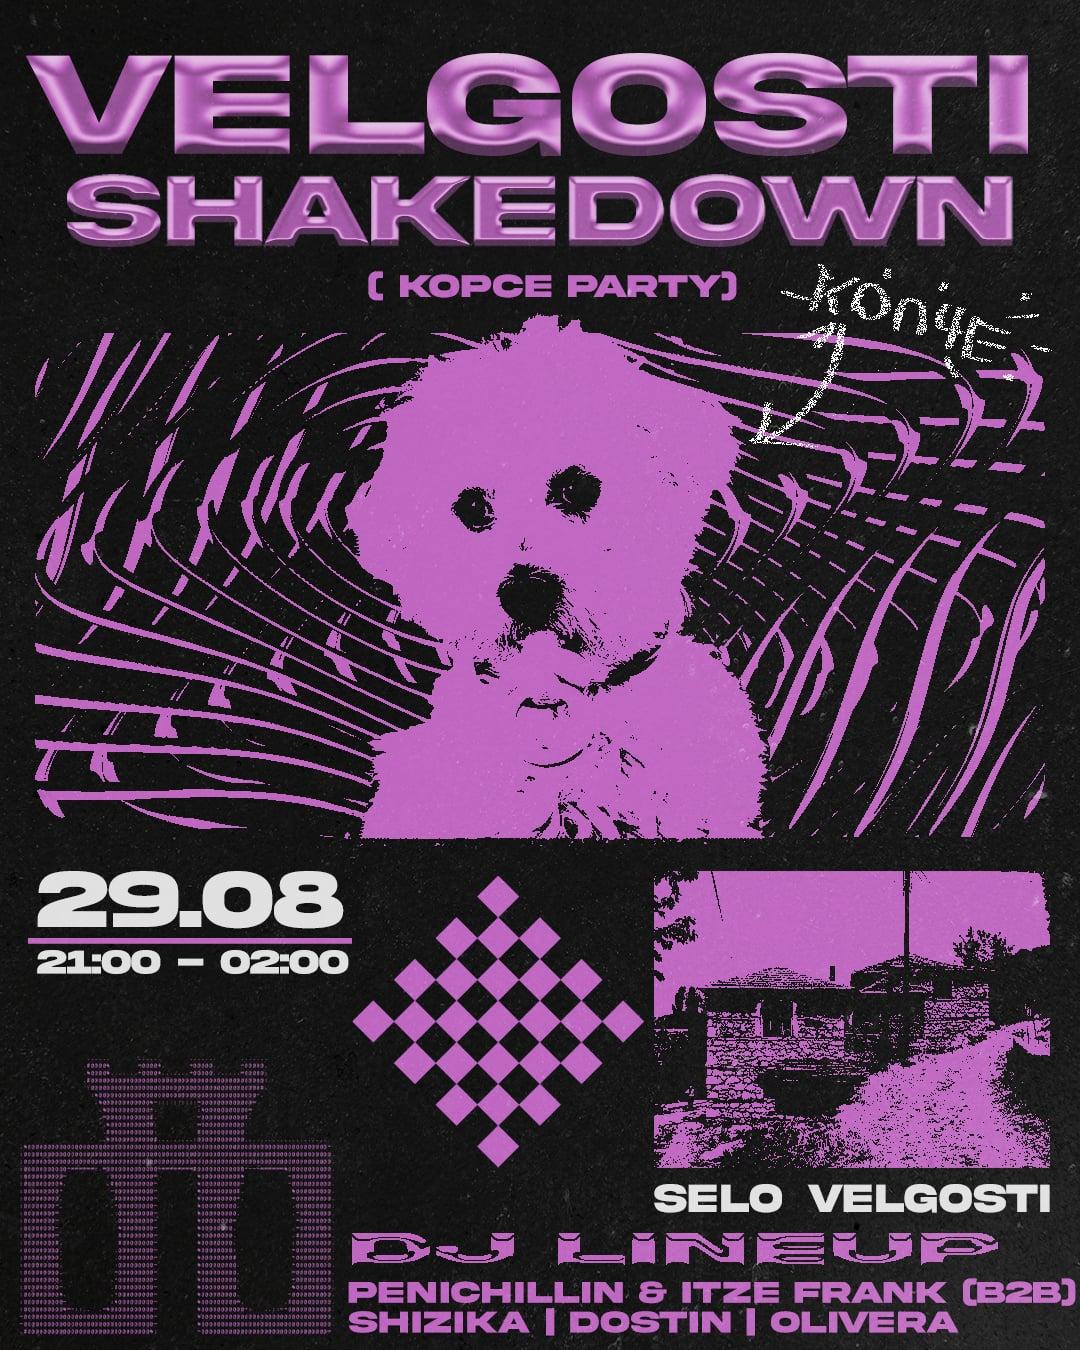 VELGOSTI
SHAKEDOWN
( KOPCE PARTY)
КопчЕ
29.08
21:00 – 02:00
SELO VELGOSTI
DJ LINEUP
PENICHILLIN & ITZE FRANK (B2B)
SHIZIKA | DOSTIN | OLIVERA